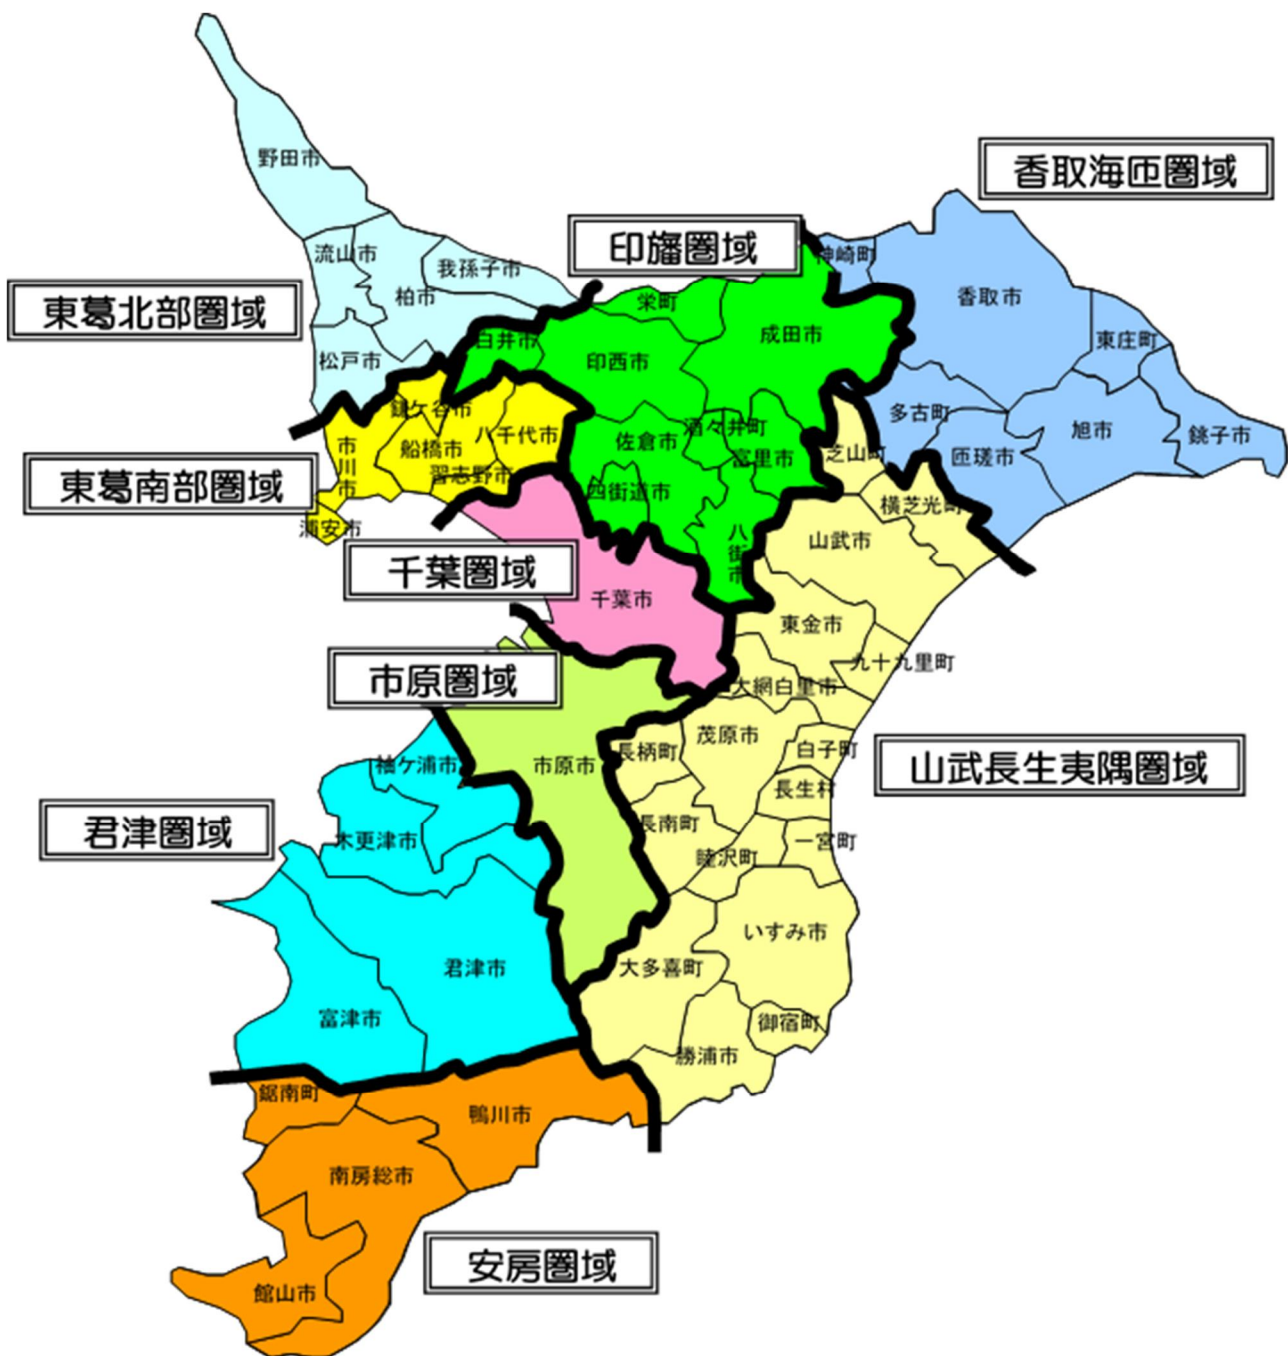 野田市
香取海匝圏域
印旛圏域
流山市
神崎町
我孫子市
香取市
柏市
栄町
東葛北部圏域
成田市
白井市
東庄町
松戸市
印西市
鎌ケ谷市
多古町
酒々井町
旭市
八千代市
銚子市
佐倉市
船橋市
芝山町
匝瑳市
富里市
市川市
習志野市
東葛南部圏域
四街道市
横芝光町
浦安市
山武市
八街市
千葉圏域
千葉市
東金市
九十九里町
市原圏域
大網白里市
茂原市
白子町
長柄町
袖ケ浦市
市原市
山武長生夷隅圏域
長生村
長南町
君津圏域
木更津市
一宮町
睦沢町
いすみ市
君津市
大多喜町
富津市
御宿町
勝浦市
鋸南町
鴨川市
南房総市
安房圏域
館山市